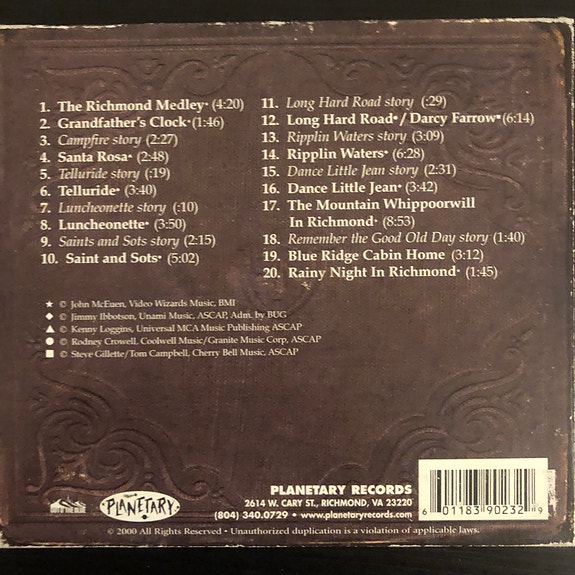 1. The Richmond Medley (4:20)
2. Grandfather's Clock (1:46)
3. Campfire story (2:27)
4. Santa Rosa (2:48)
5. Telluride story (:19)
6. Telluride (3:40)
7. Luncheonette story (:10)
8. Luncheonette (3:50)
9. Saints and Sots story (2:15)
10. Saint and Sots (5:02)
11. Long Hard Road story (:29)
12. Long Hard Road / Darcy Farrow (6:14)
13. Ripplin Waters story (3:09)
14. Ripplin Waters (6:28)
15. Dance Little Jean story (2:31)
16. Dance Little Jean (3:42)
17. The Mountain Whippoorwill
In Richmond (8:53)
18. Remember the Good Old Day story (1:40)
19. Blue Ridge Cabin Home (3:12)
20. Rainy Night In Richmond (1:45)
★ © John McEuen, Video Wizards Music, BMI
◆ © Jimmy Ibbotson, Unami Music, ASCAP, Adm. by BUG
▲ © Kenny Loggins, Universal MCA Music Publishing ASCAP
● © Rodney Crowell, Coolwell Music/Granite Music Corp, ASCAP
■ © Steve Gillette/Tom Campbell, Cherry Bell Music, ASCAP
PLANETARY
PLANETARY RECORDS
2614 W. CARY ST., RICHMOND, VA 23220
(804) 340.0729 • www.planetaryrecords.com
6 01183 90232 9
© 2000 All Rights Reserved • Unauthorized duplication is a violation of applicable laws.